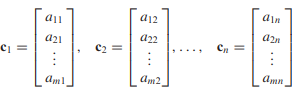 c₁ = [a₁₁ a₂₁ ⋮ aₘ₁], c₂ = [a₁₂ a₂₂ ⋮ aₘ₂], . . . , cₙ = [a₁ₙ a₂ₙ ⋮ aₘₙ]